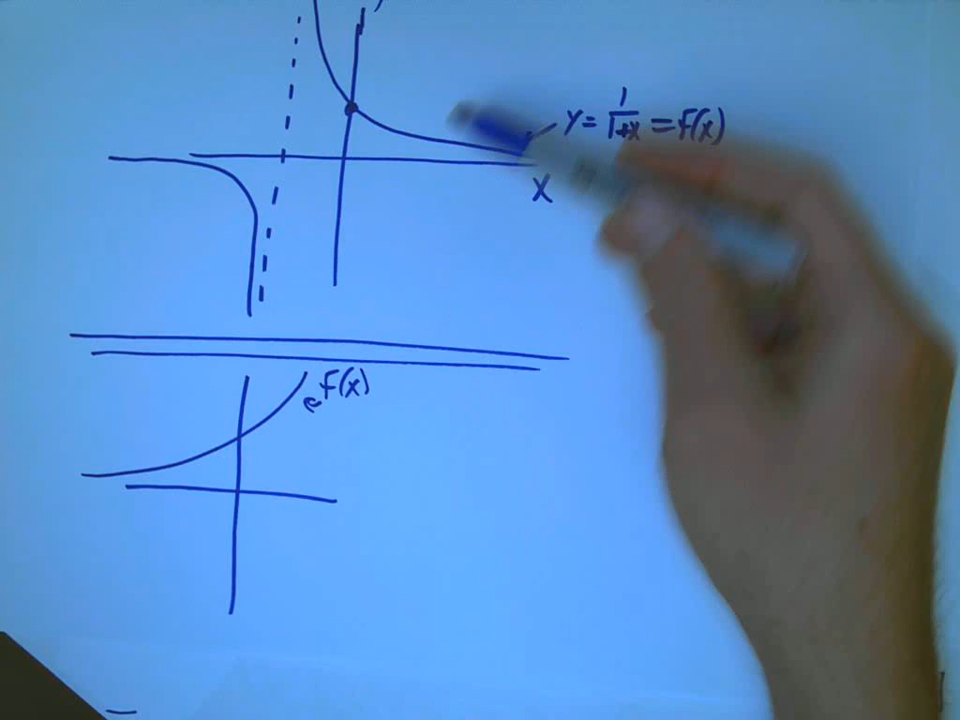 y = 1/(1+x) = f(x)
x
e^f(x)